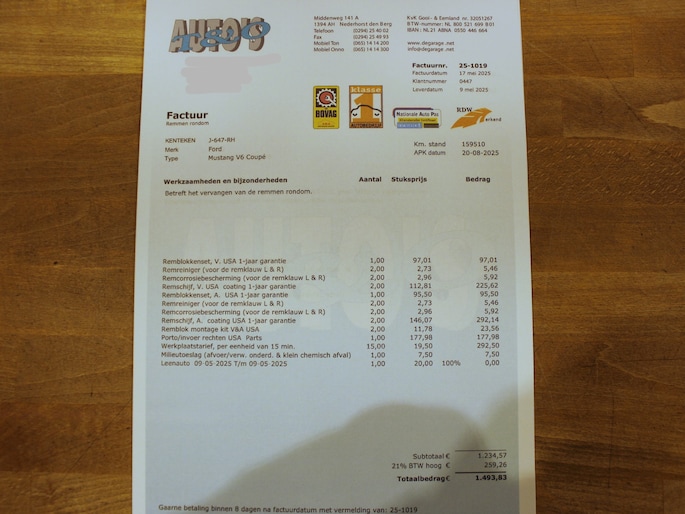 AUTO'S
Middenweg 141 A
1394 AH Nederhorst den Berg
Telefoon (0294) 25 40 02
Fax (0294) 25 49 93
Mobiel Ton (065) 14 14 200
Mobiel Onno (065) 14 14 300
KvK Gooi- & Eemland nr. 32051267
BTW-nummer: NL 800 521 699 B01
IBAN: NL21 ABNA 0550 446 664
www.degarage.net
info@degarage.net
Factuurnr. 25-1019
Factuurdatum 17 mei 2025
Klantnummer 0447
Leverdatum 9 mei 2025
BOVAG
klasse
1
AUTOBEDRIJF
Nationale Auto Pas
RDW
erkend
Factuur
Remmen rondom
KENTEKEN J-647-RH
Merk Ford
Type Mustang V6 Coupé
Km. stand 159510
APK datum 20-08-2025
Werkzaamheden en bijzonderheden Aantal Stuksprijs Bedrag
Betreft het vervangen van de remmen rondom.
Remblokkenset, V. USA 1-jaar garantie 1,00 97,01 97,01
Remreiniger (voor de remklauw L & R) 2,00 2,73 5,46
Remcorrosiebescherming (voor de remklauw L & R) 2,00 2,96 5,92
Remschijf, V. USA coating 1-jaar garantie 2,00 112,81 225,62
Remblokkenset, A. USA 1-jaar garantie 1,00 95,50 95,50
Remreiniger (voor de remklauw L & R) 2,00 2,73 5,46
Remcorrosiebescherming (voor de remklauw L & R) 2,00 2,96 5,92
Remschijf, A. coating USA 1-jaar garantie 2,00 146,07 292,14
Remblok montage kit V&A USA 2,00 11,78 23,56
Porto/invoer rechten USA Parts 1,00 177,98 177,98
Werkplaatstarief, per eenheid van 15 min. 15,00 19,50 292,50
Milieutoeslag (afvoer/verw. onderd. & klein chemisch afval) 1,00 7,50 7,50
Leenauto 09-05-2025 T/m 09-05-2025 1,00 20,00 100% 0,00
Subtotaal € 1.234,57
21% BTW hoog € 259,26
Totaalbedrag € 1.493,83
Gaarne betaling binnen 8 dagen na factuurdatum met vermelding van: 25-1019